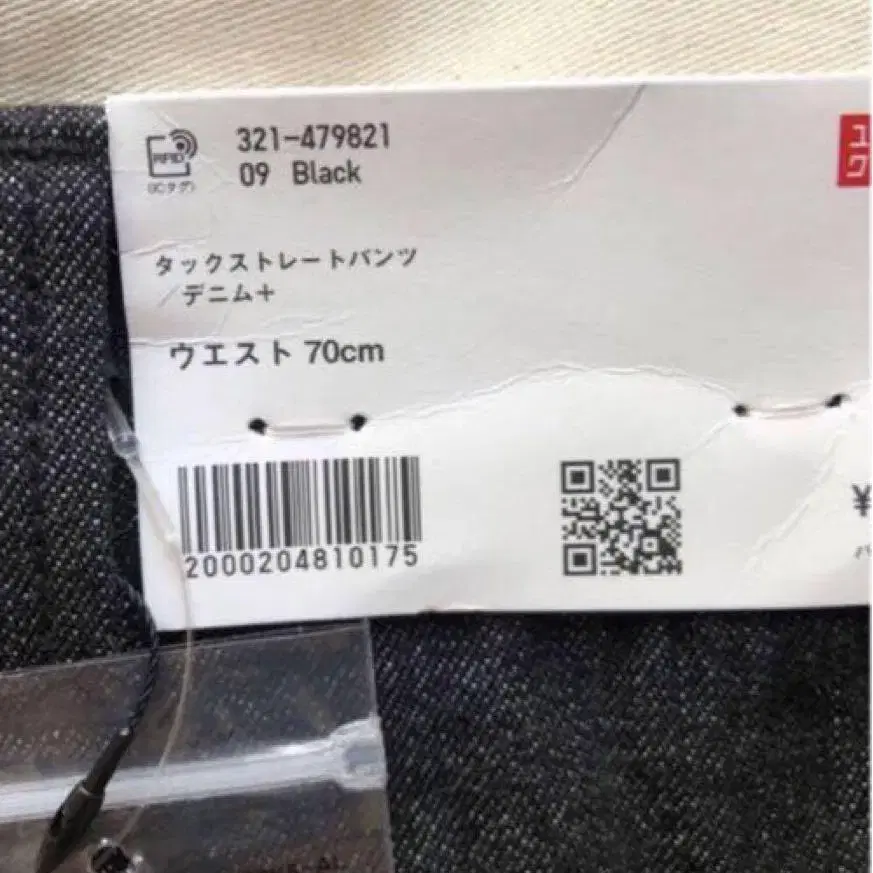 321-479821
RFID
09 Black
(ICタグ)
ユ
ク
タックストレートパンツ
／デニム＋
ウエスト 70cm
¥
2000204810175